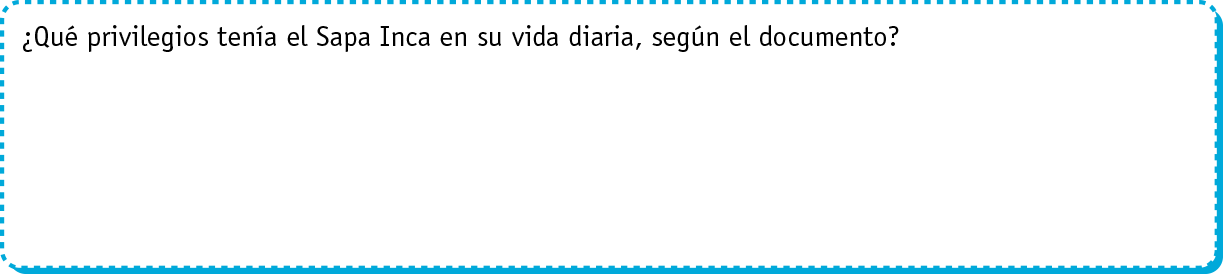 ¿Qué privilegios tenía el Sapa Inca en su vida diaria, según el documento?